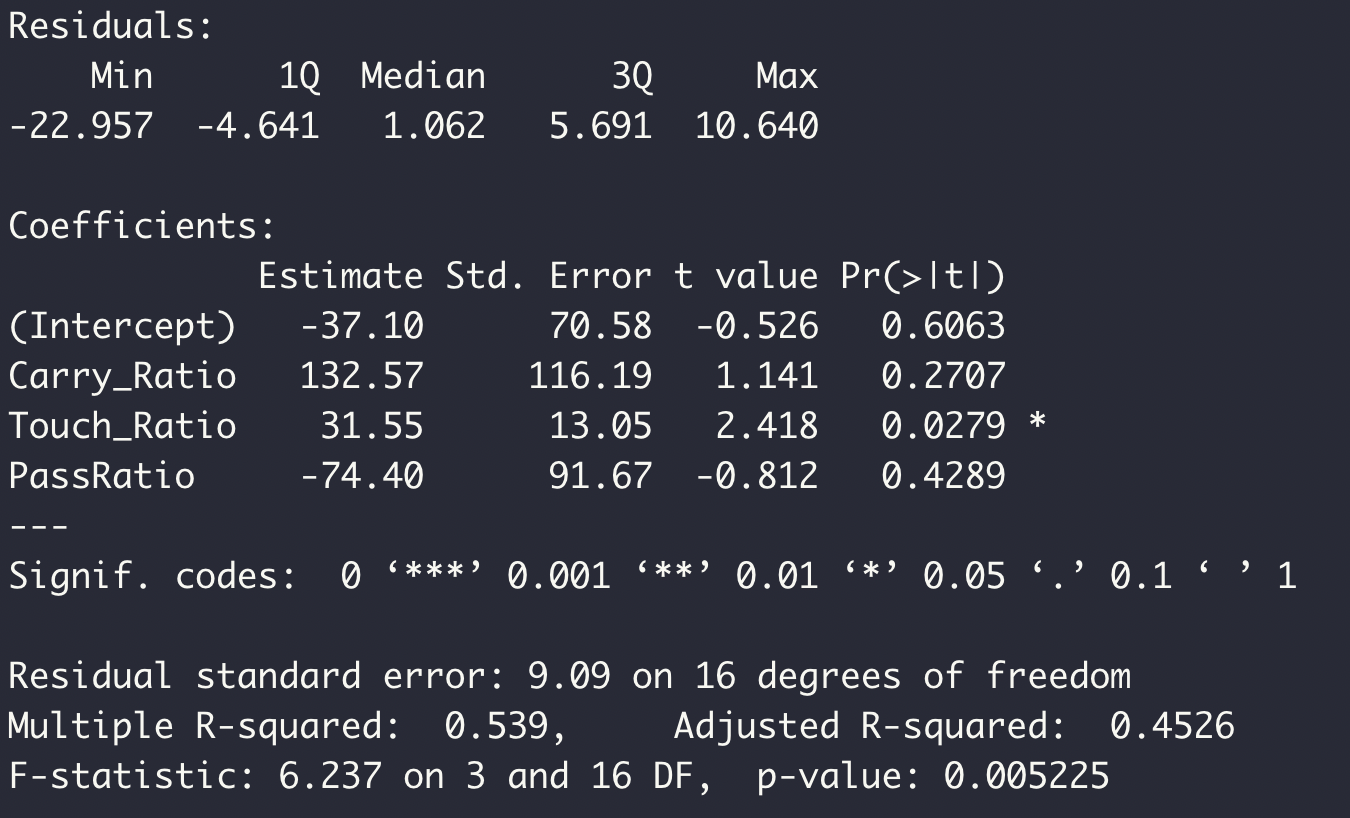 Residuals:
    Min      1Q  Median      3Q     Max
-22.957  -4.641   1.062   5.691  10.640

Coefficients:
            Estimate Std. Error t value Pr(>|t|)
(Intercept)   -37.10      70.58  -0.526   0.6063
Carry_Ratio   132.57     116.19   1.141   0.2707
Touch_Ratio    31.55      13.05   2.418   0.0279 *
PassRatio     -74.40      91.67  -0.812   0.4289
---
Signif. codes:  0 ‘***’ 0.001 ‘**’ 0.01 ‘*’ 0.05 ‘.’ 0.1 ‘ ’ 1

Residual standard error: 9.09 on 16 degrees of freedom
Multiple R-squared:  0.539,     Adjusted R-squared:  0.4526
F-statistic: 6.237 on 3 and 16 DF,  p-value: 0.005225